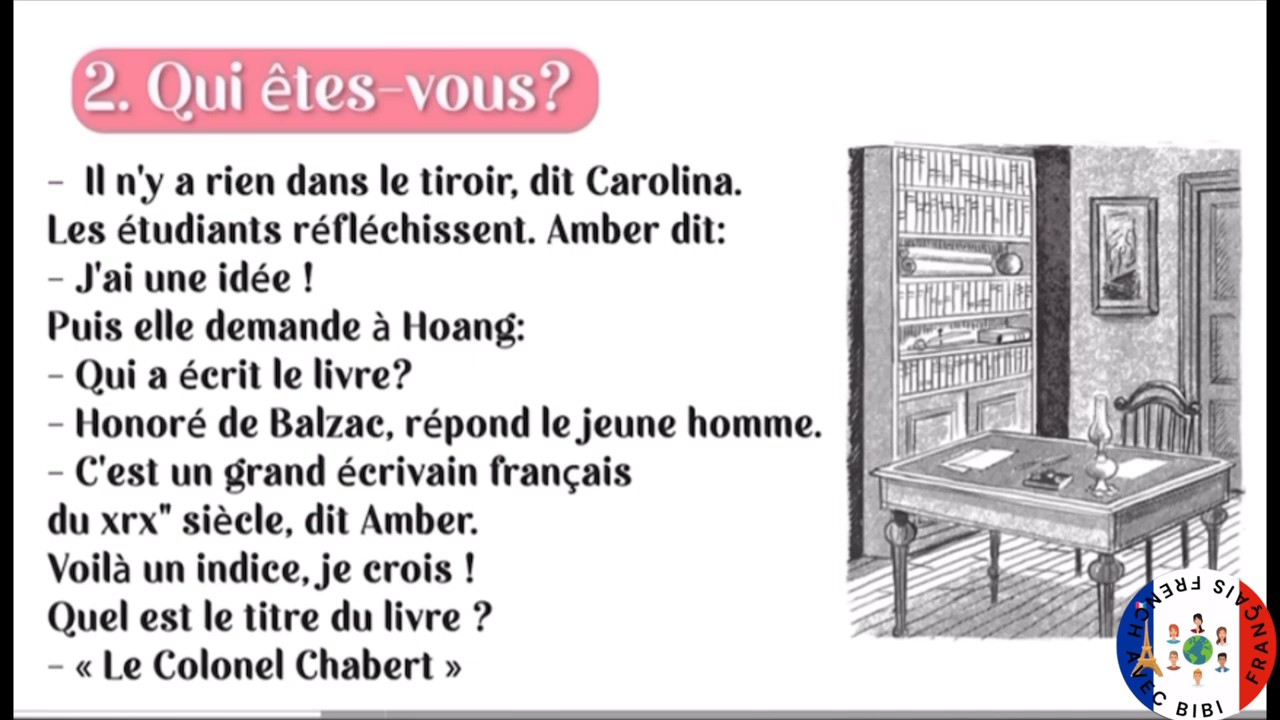 2. Qui êtes-vous?
- Il n'y a rien dans le tiroir, dit Carolina.
Les étudiants réfléchissent. Amber dit:
- J'ai une idée !
Puis elle demande à Hoang:
- Qui a écrit le livre?
- Honoré de Balzac, répond le jeune homme.
- C'est un grand écrivain français
du xrx" siècle, dit Amber.
Voilà un indice, je crois !
Quel est le titre du livre ?
- « Le Colonel Chabert »
FRENCH AVEC BIBI FRANÇAIS